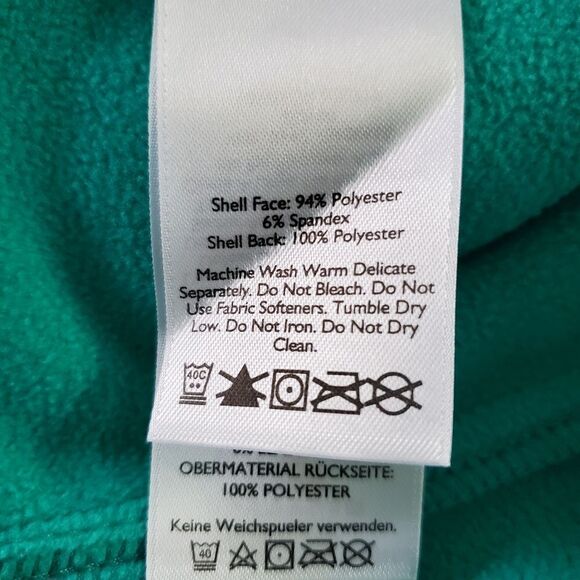 Shell Face: 94% Polyester
6% Spandex
Shell Back: 100% Polyester
Machine Wash Warm Delicate
Separately. Do Not Bleach. Do Not
Use Fabric Softeners. Tumble Dry
Low. Do Not Iron. Do Not Dry
Clean.
40C
OBERMATERIAL RÜCKSEITE:
100% POLYESTER
Keine Weichspueler verwenden.
40